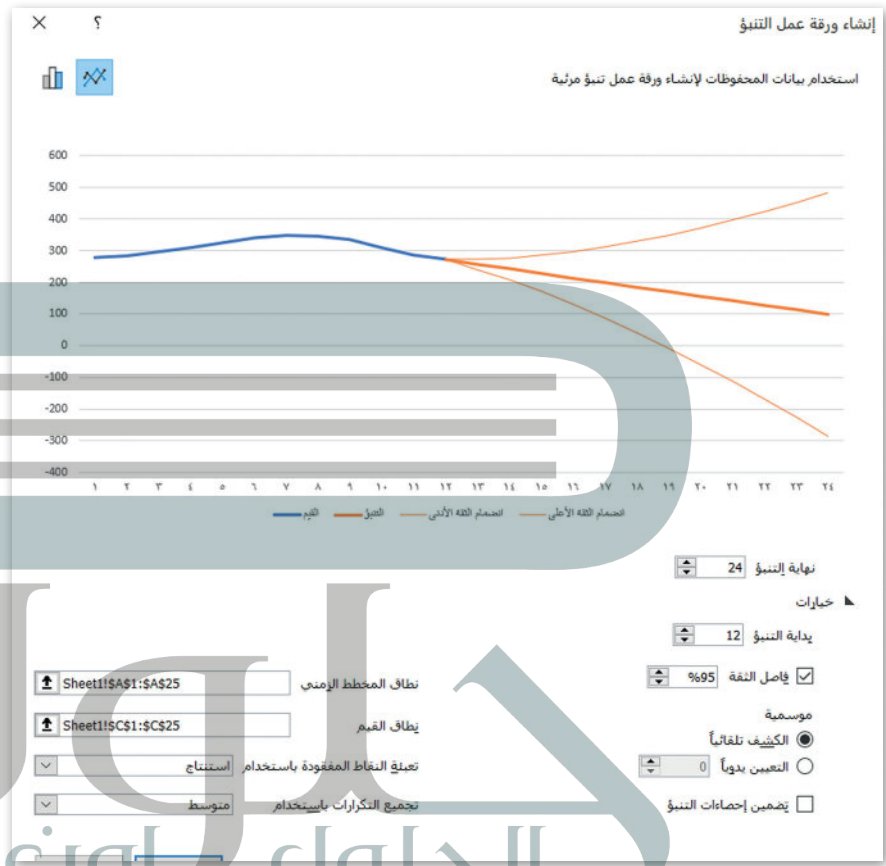 إنشاء ورقة عمل التنبؤ
؟
استخدام بيانات المحفوظات لإنشاء ورقة عمل تنبؤ مرئية
600
500
400
300
200
100
0
-100
-200
-300
-400
١ ٢ ٣ ٤ ٥ ٦ ٧ ٨ ٩ ١٠ ١١ ١٢ ١٣ ١٤ ١٥ ١٦ ١٧ ١٨ ١٩ ٢٠ ٢١ ٢٢ ٢٣ ٢٤
القيم التنبؤ انضمام الثقة الأدنى انضمام الثقة الأعلى
نهاية التنبؤ 24
خيارات
بداية التنبؤ 12
فاصل الثقة 95%
موسمية
الكشف تلقائياً
التعيين يدوياً 0
تضمين إحصاءات التنبؤ
نطاق المخطط الزمني Sheet1!$A$1:$A$25
نطاق القيم Sheet1!$C$1:$C$25
تعبئة النقاط المفقودة باستخدام استنتاج
تجميع التكرارات باستخدام متوسط